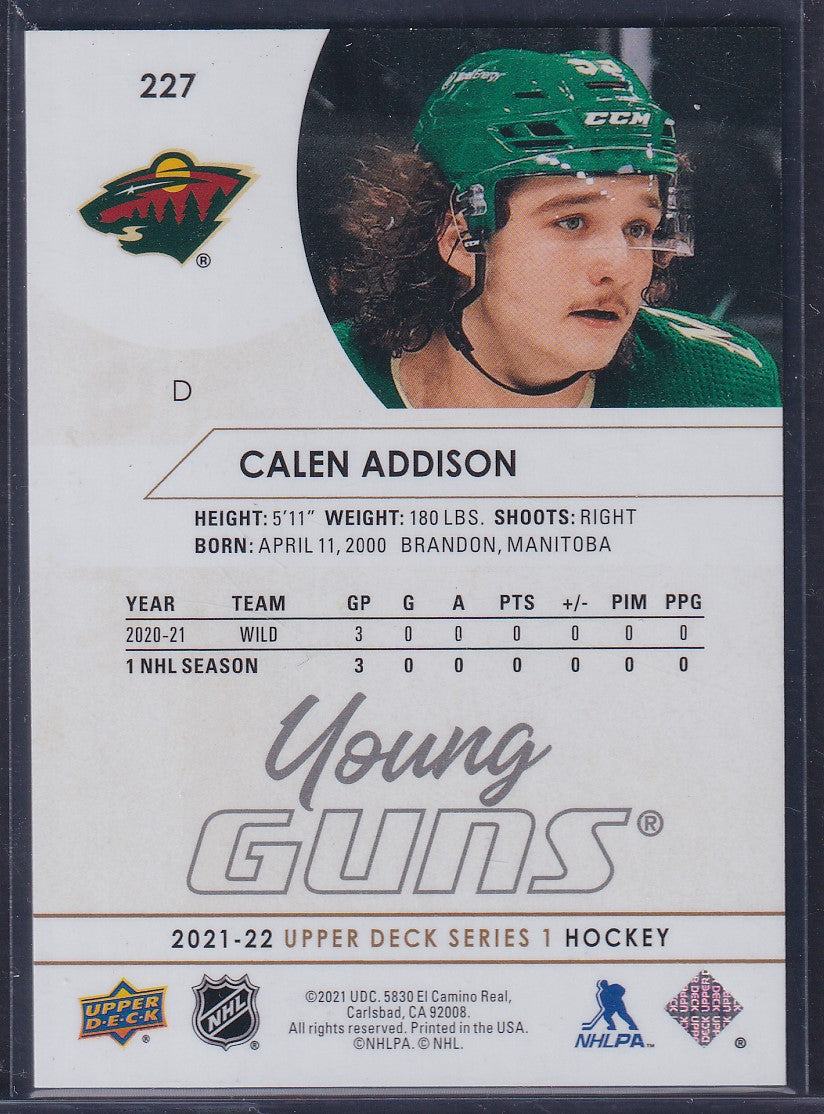 227
CCM
®
D
CALEN ADDISON
HEIGHT: 5'11" WEIGHT: 180 LBS. SHOOTS: RIGHT
BORN: APRIL 11, 2000 BRANDON, MANITOBA
YEAR TEAM GP G A PTS +/- PIM PPG
2020-21 WILD 3 0 0 0 0 0 0
1 NHL SEASON 3 0 0 0 0 0 0
Young
GUNS®
2021-22 UPPER DECK SERIES 1 HOCKEY
UPPER
D·E·C·K
®
NHL
®
©2021 UDC. 5830 El Camino Real,
Carlsbad, CA 92008.
All rights reserved. Printed in the USA.
©NHLPA. © NHL.
NHLPA™
UPPER DECK
®